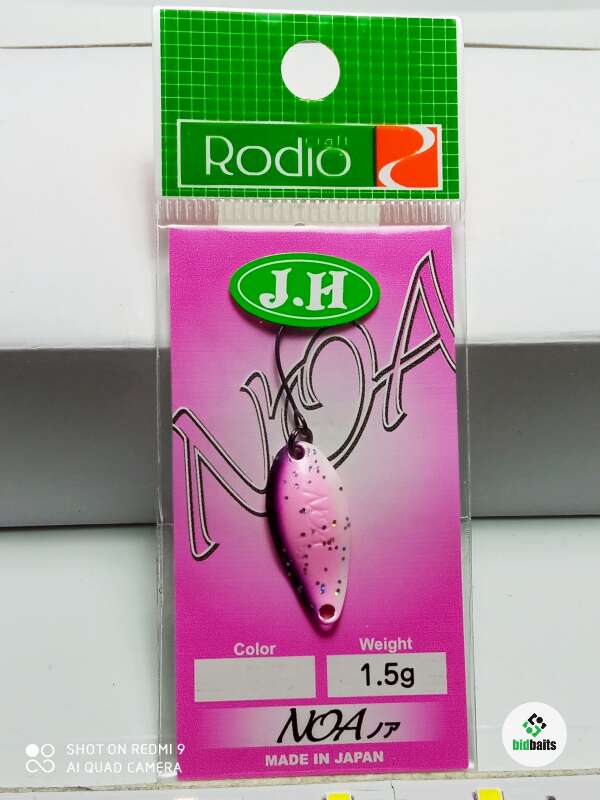 craft
Rodio
J.H
NOA
NOA
Color
Weight
1.5g
NOA ノア
MADE IN JAPAN
SHOT ON REDMI 9
AI QUAD CAMERA
bidbaits